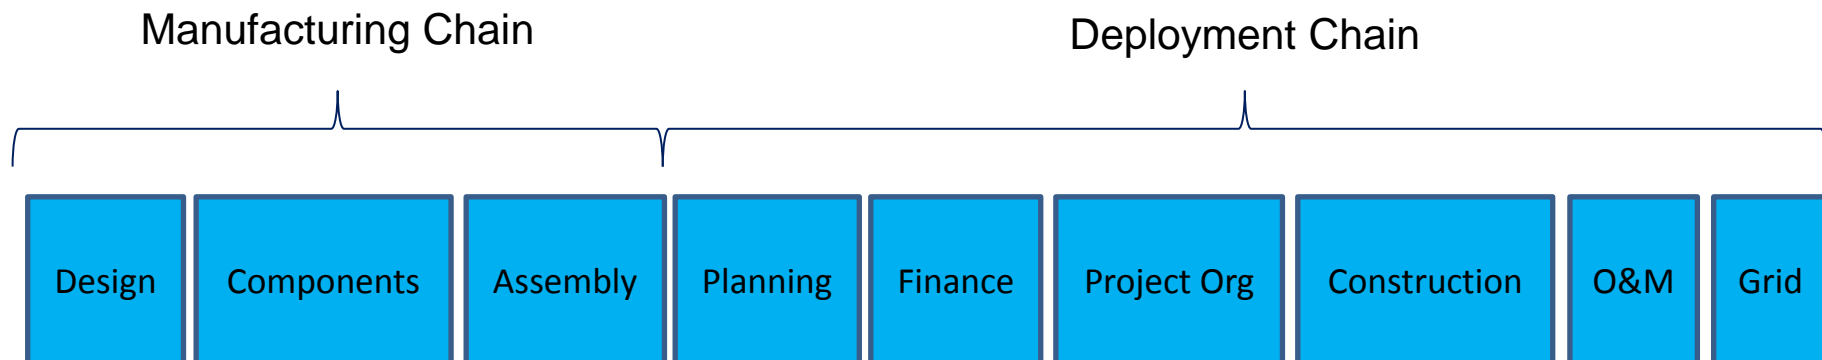 Manufacturing Chain
Deployment Chain
Design
Components
Assembly
Planning
Finance
Project Org
Construction
O&M
Grid